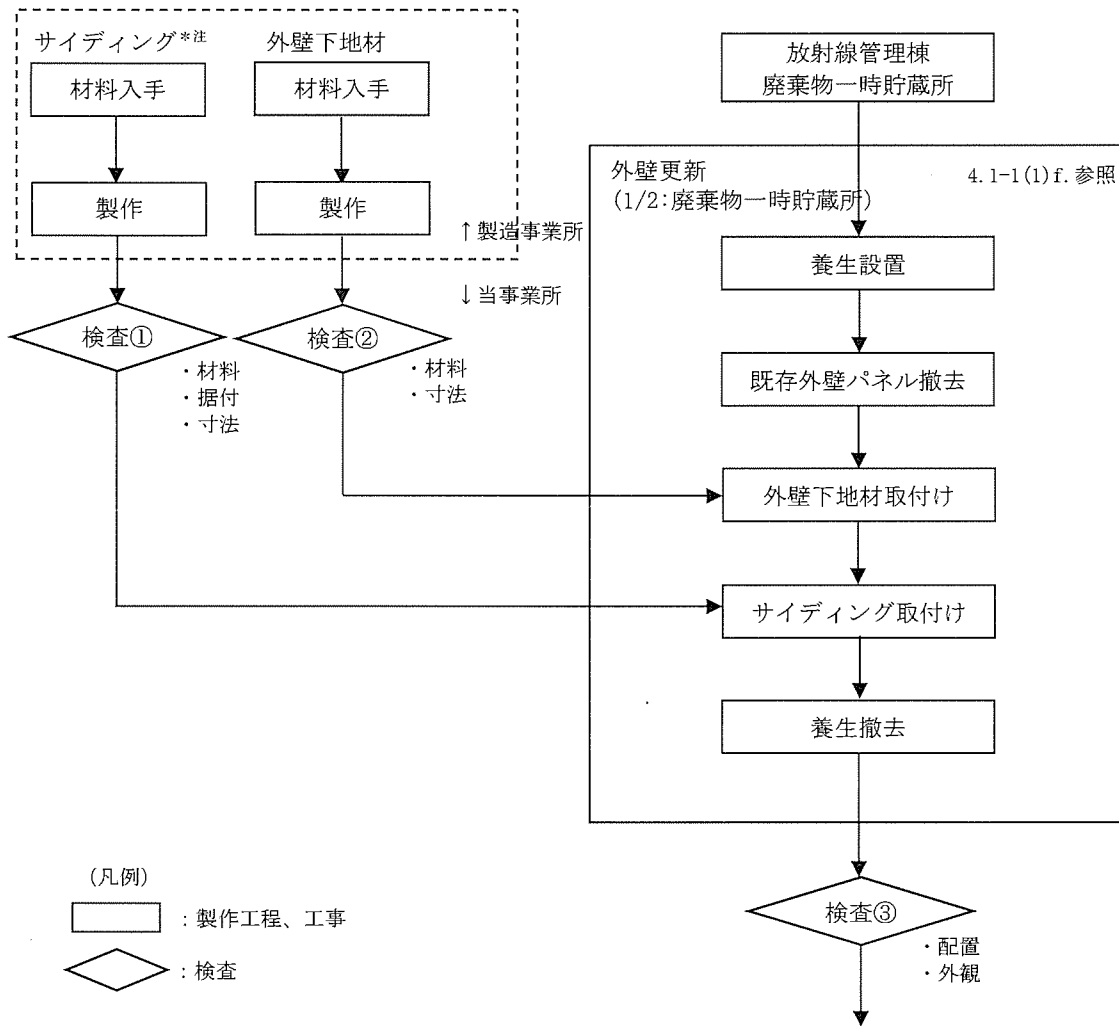 サイディング*注
材料入手
製作
外壁下地材
材料入手
製作
↑製造事業所
↓当事業所
検査①
・材料
・据付
・寸法
検査②
・材料
・寸法
放射線管理棟
廃棄物一時貯蔵所
外壁更新
(1/2:廃棄物一時貯蔵所)
4.1-1(1)f.参照
養生設置
既存外壁パネル撤去
外壁下地材取付け
サイディング取付け
養生撤去
検査③
・配置
・外観
(凡例)
：製作工程、工事
：検査